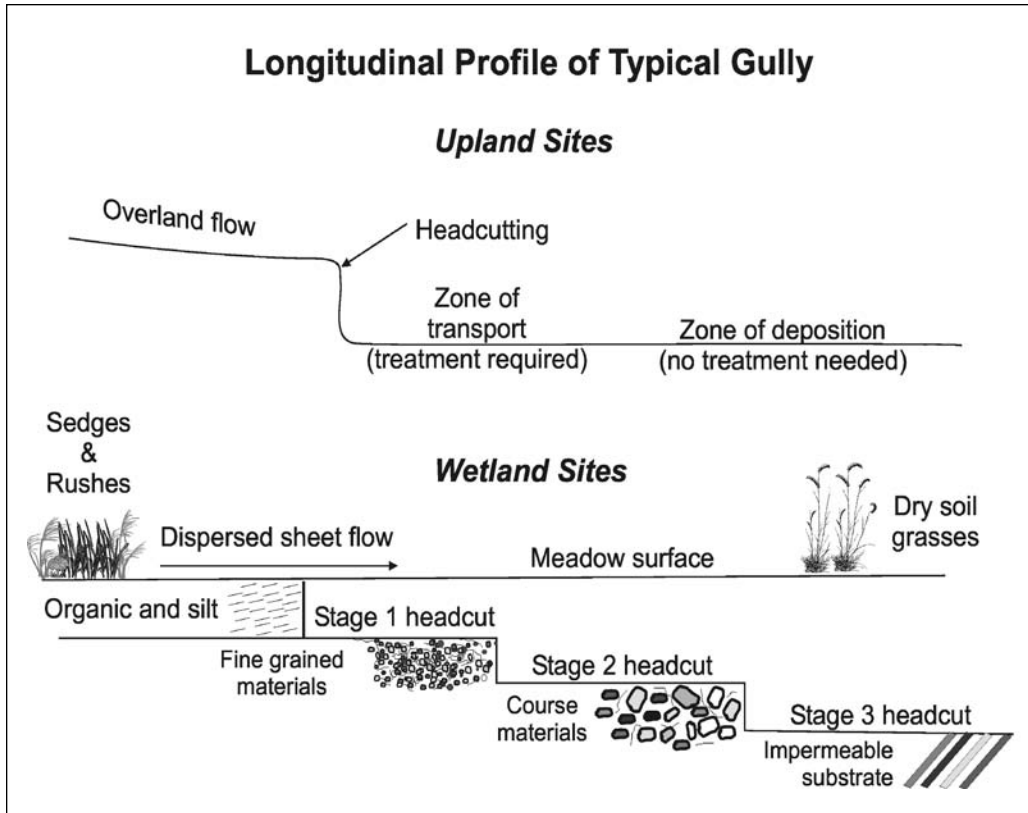 Longitudinal Profile of Typical Gully
Upland Sites
Overland flow
Headcutting
Zone of
transport
(treatment required)
Zone of deposition
(no treatment needed)
Sedges
&
Rushes
Wetland Sites
Dispersed sheet flow
Meadow surface
Dry soil
grasses
Organic and silt
Stage 1 headcut
Fine grained
materials
Stage 2 headcut
Course
materials
Stage 3 headcut
Impermeable
substrate